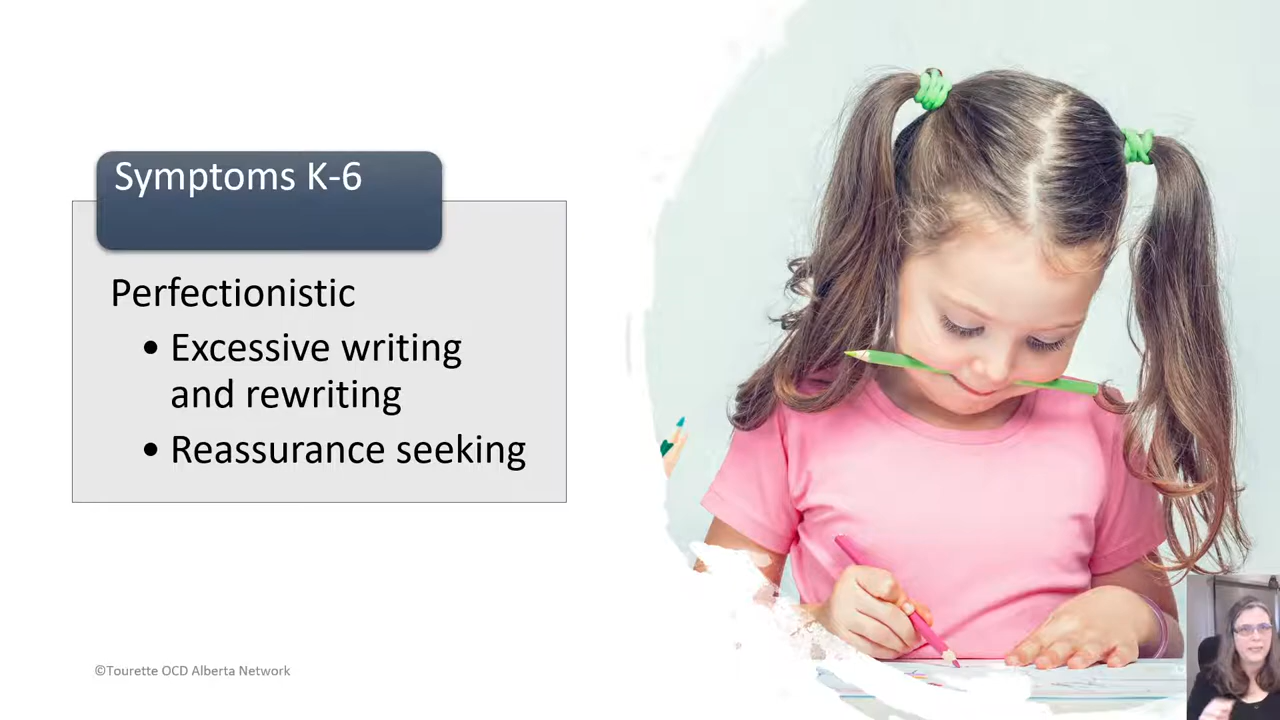 Symptoms K-6
Perfectionistic
• Excessive writing
and rewriting
• Reassurance seeking
©Tourette OCD Alberta Network